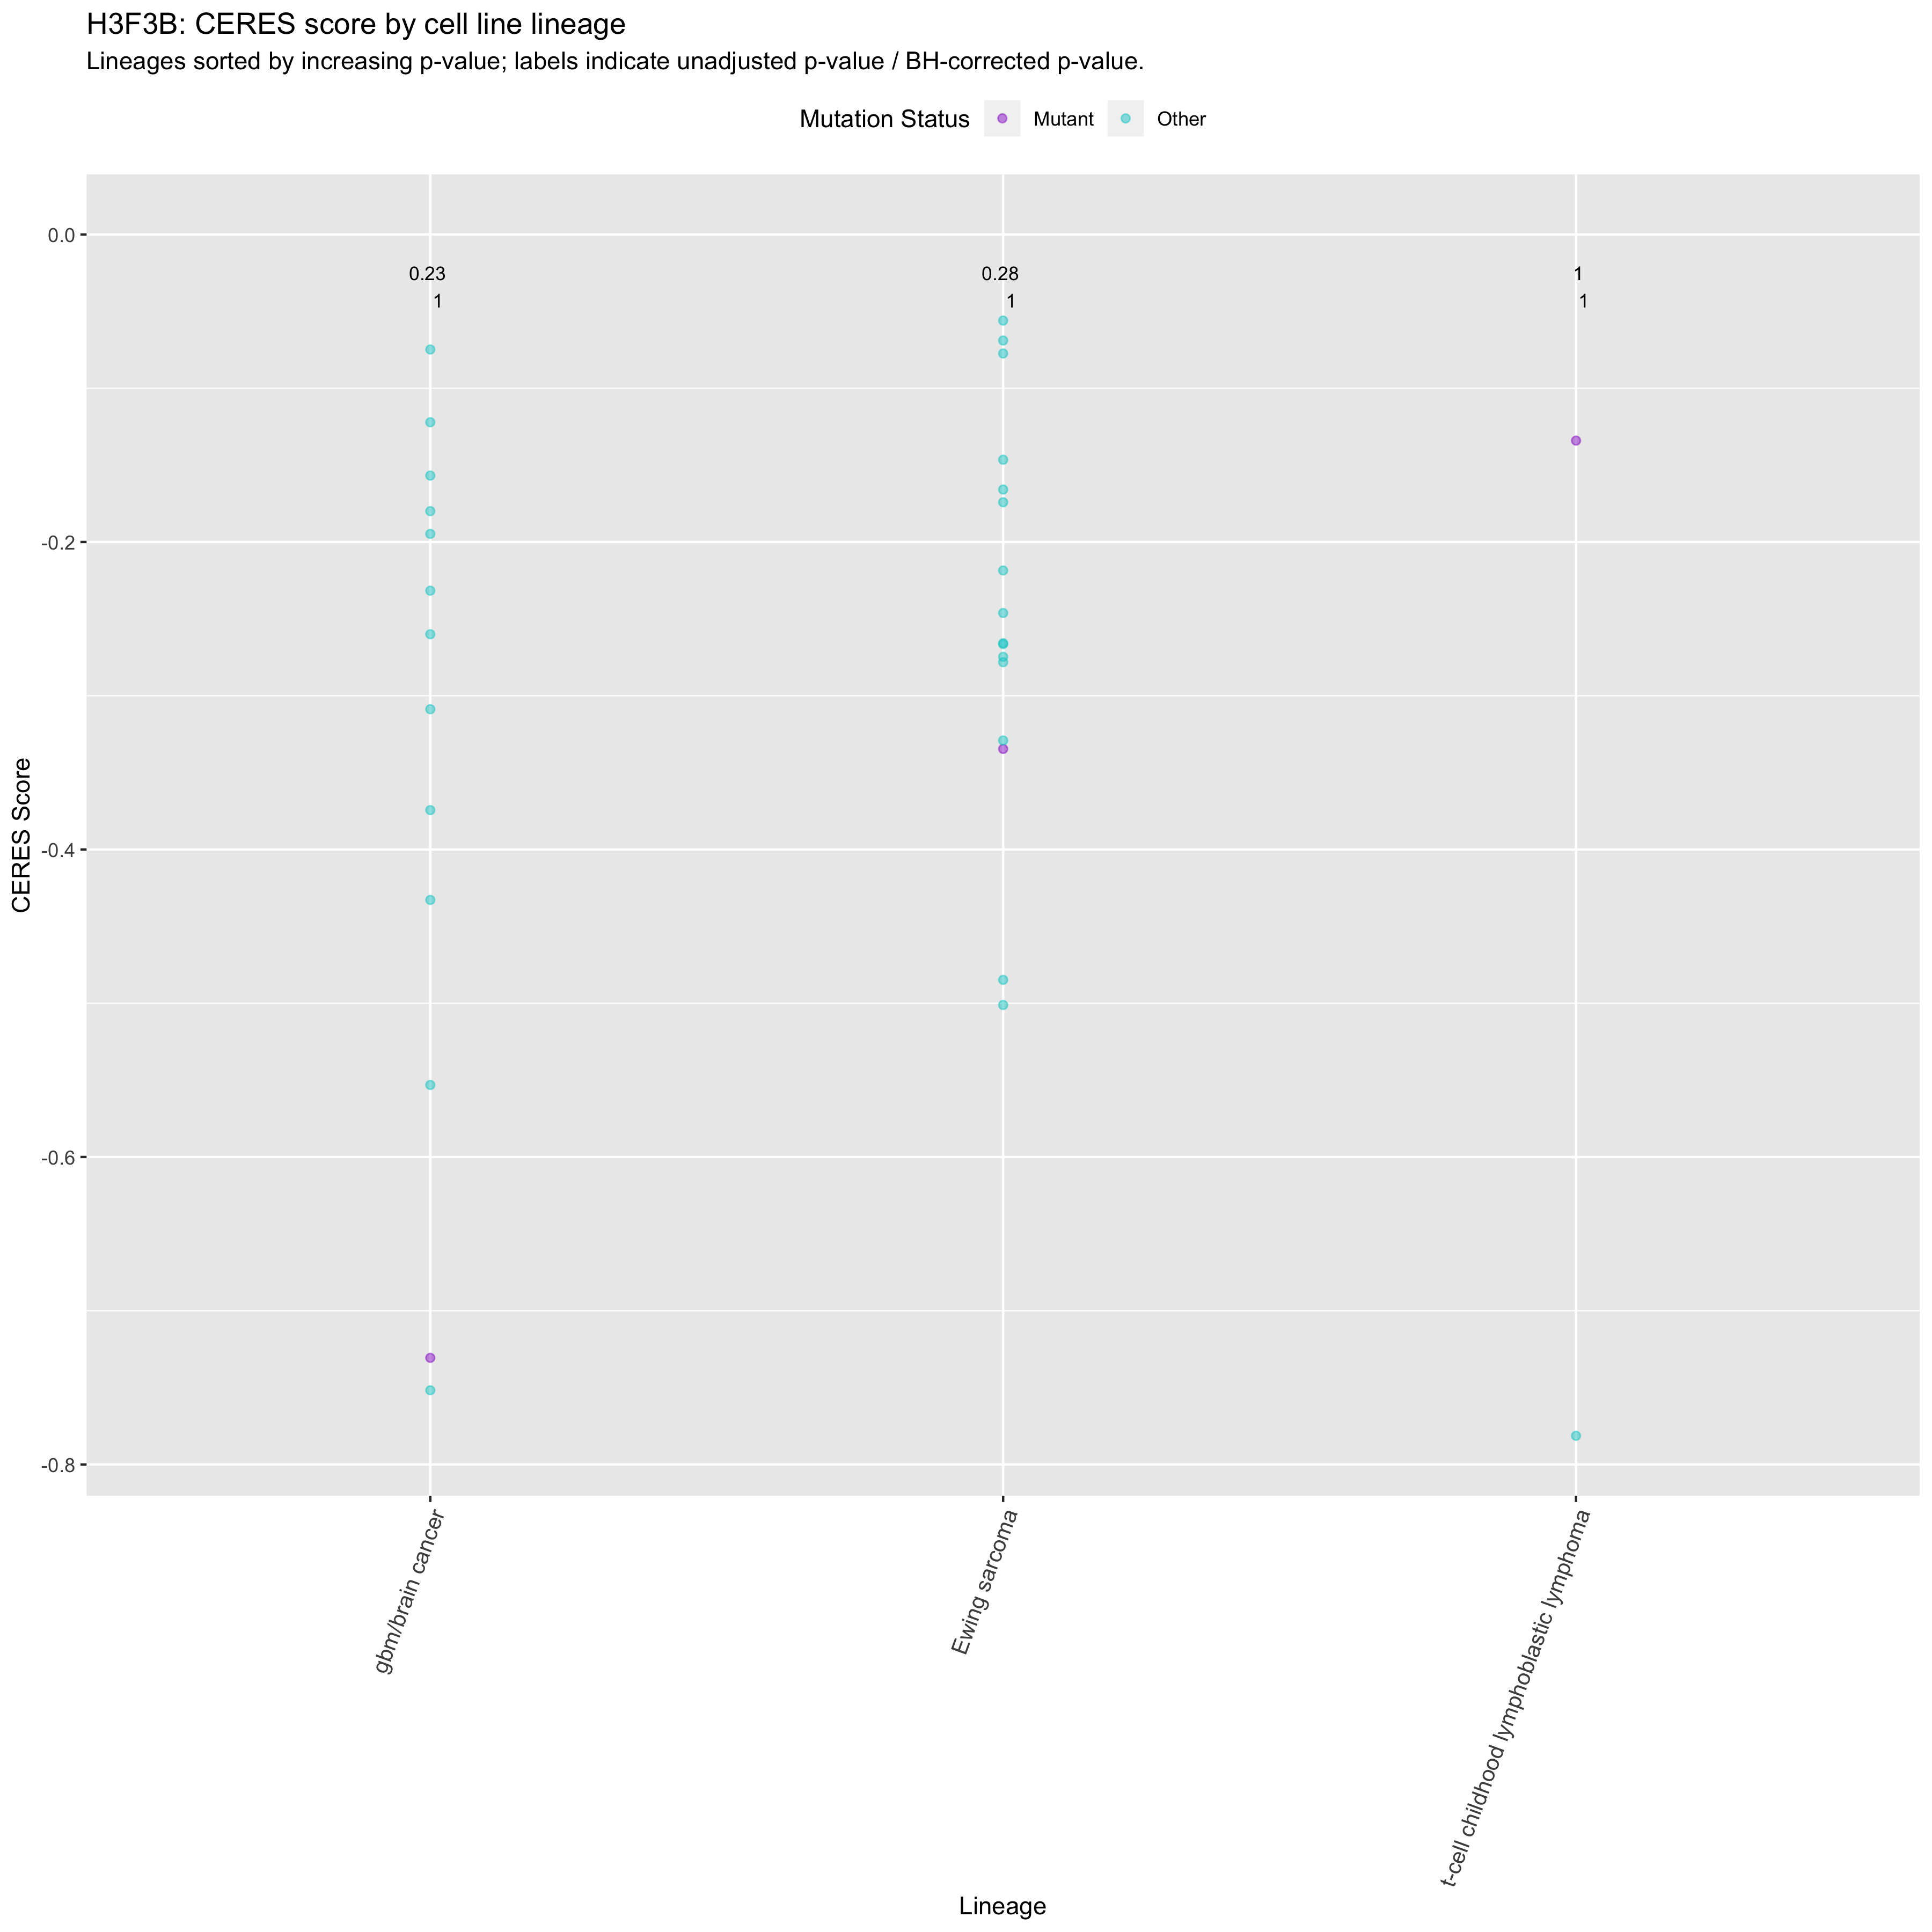 H3F3B: CERES score by cell line lineage
Lineages sorted by increasing p-value; labels indicate unadjusted p-value / BH-corrected p-value.
Mutation Status Mutant Other
0.0
0.23 0.28 1
1 1 1
-0.2
-0.4
-0.6
-0.8
CERES Score
gbm/brain cancer
Ewing sarcoma
t-cell childhood lymphoblastic lymphoma
Lineage